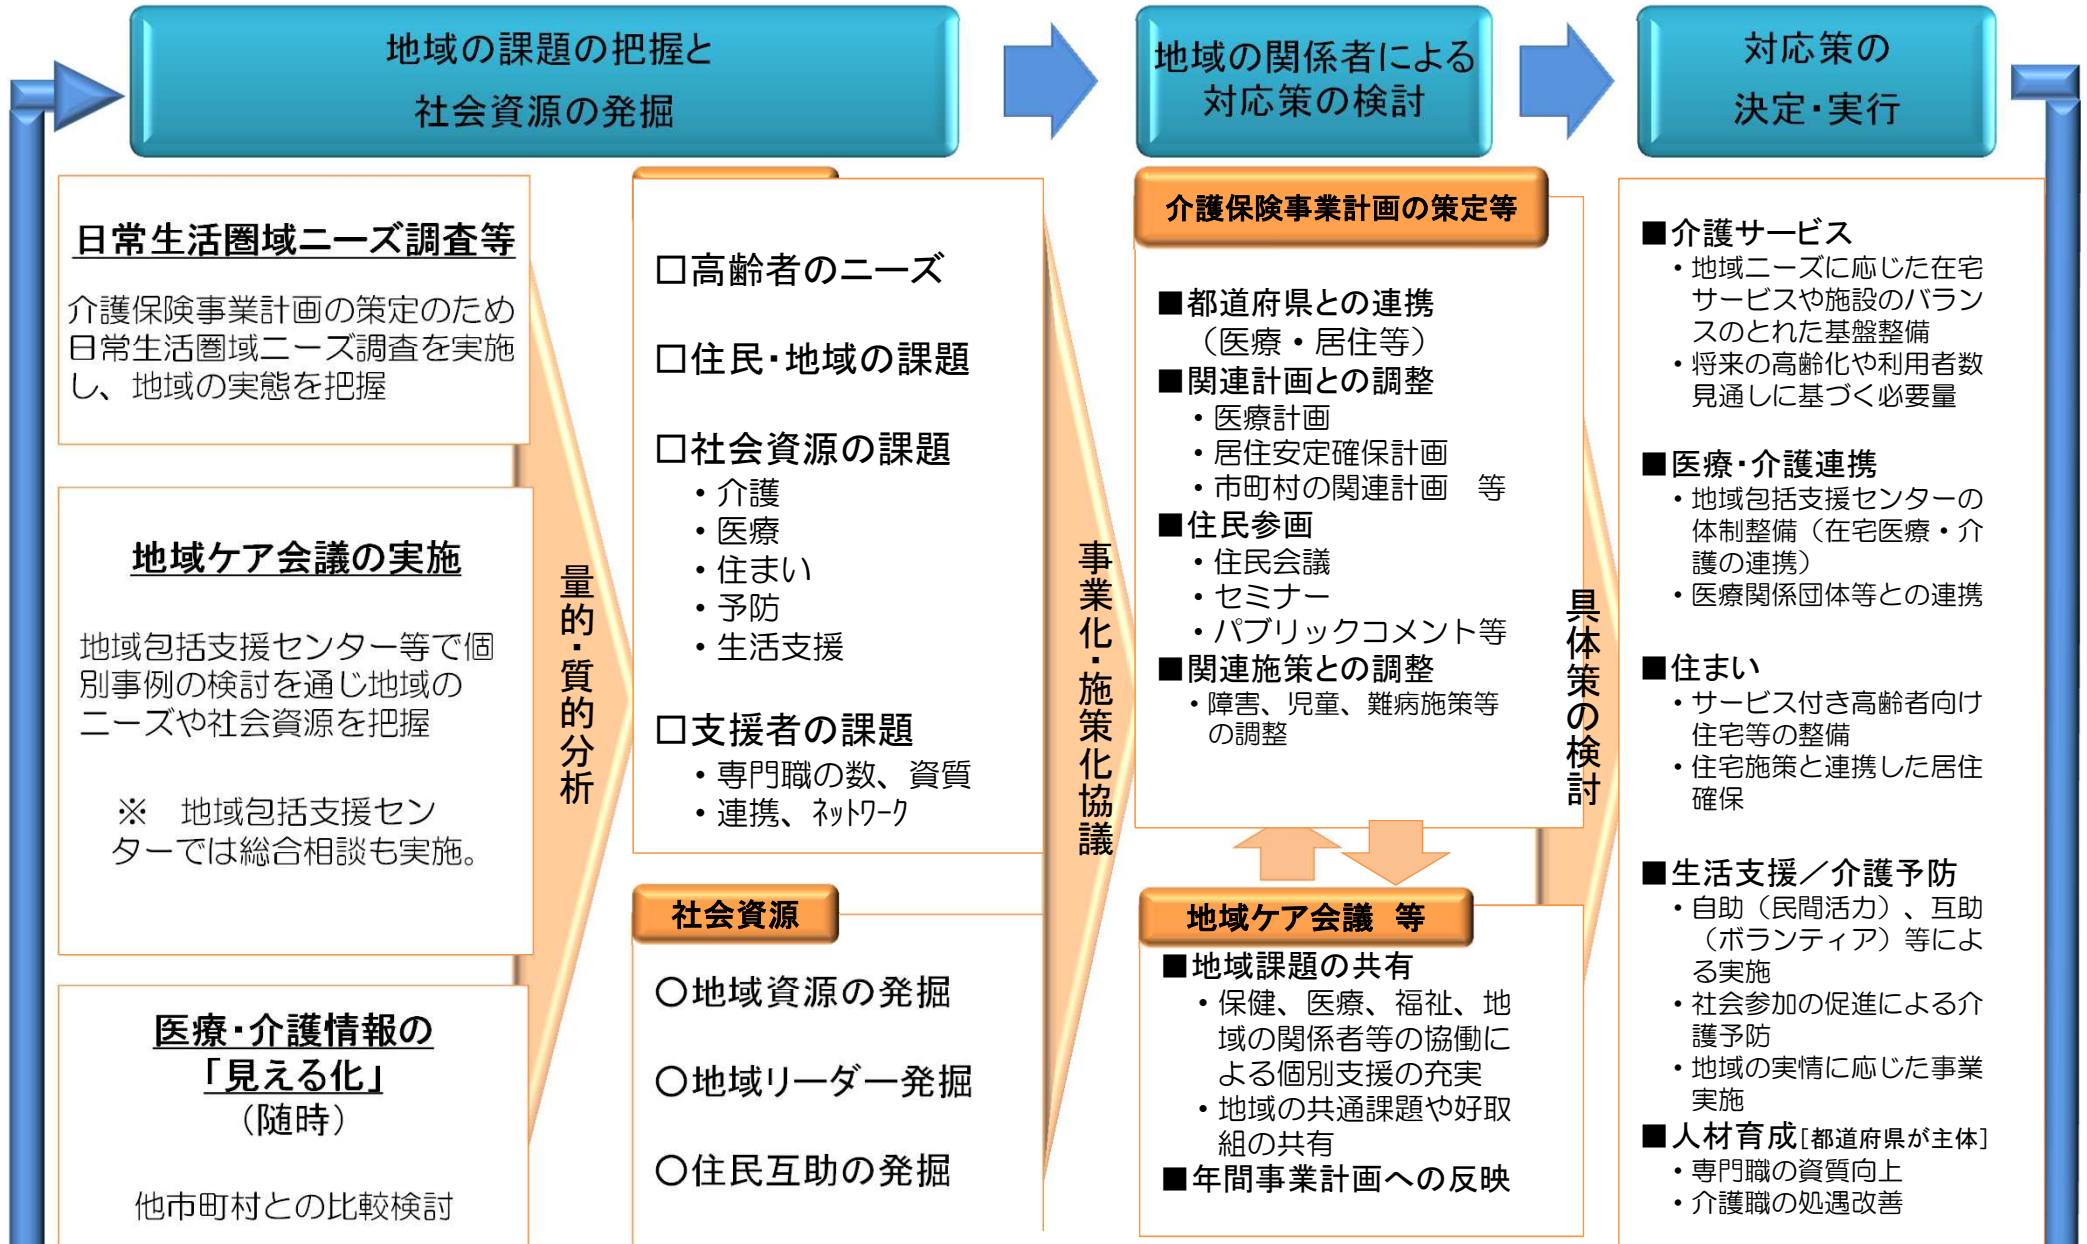 地域の課題の把握と
社会資源の発掘
地域の関係者による
対応策の検討
対応策の
決定・実行
日常生活圏域ニーズ調査等
介護保険事業計画の策定のため
日常生活圏域ニーズ調査を実施
し、地域の実態を把握
地域ケア会議の実施
地域包括支援センター等で個
別事例の検討を通じ地域の
ニーズや社会資源を把握
※　地域包括支援セン
ターでは総合相談も実施。
医療・介護情報の
「見える化」
（随時）
他市町村との比較検討
量的・質的分析
□高齢者のニーズ
□住民・地域の課題
□社会資源の課題
・介護
・医療
・住まい
・予防
・生活支援
□支援者の課題
・専門職の数、資質
・連携、ﾈｯﾄﾜｰｸ
社会資源
○地域資源の発掘
○地域リーダー発掘
○住民互助の発掘
事業化・施策化協議
介護保険事業計画の策定等
■都道府県との連携
（医療・居住等）
■関連計画との調整
・医療計画
・居住安定確保計画
・市町村の関連計画　等
■住民参画
・住民会議
・セミナー
・パブリックコメント等
■関連施策との調整
・障害、児童、難病施策等
の調整
地域ケア会議　等
■地域課題の共有
・保健、医療、福祉、地
域の関係者等の協働に
よる個別支援の充実
・地域の共通課題や好取
組の共有
■年間事業計画への反映
具体策の検討
■介護サービス
・地域ニーズに応じた在宅
サービスや施設のバラン
スのとれた基盤整備
・将来の高齢化や利用者数
見通しに基づく必要量
■医療・介護連携
・地域包括支援センターの
体制整備（在宅医療・介
護の連携）
・医療関係団体等との連携
■住まい
・サービス付き高齢者向け
住宅等の整備
・住宅施策と連携した居住
確保
■生活支援／介護予防
・自助（民間活力）、互助
（ボランティア）等によ
る実施
・社会参加の促進による介
護予防
・地域の実情に応じた事業
実施
■人材育成[都道府県が主体]
・専門職の資質向上
・介護職の処遇改善